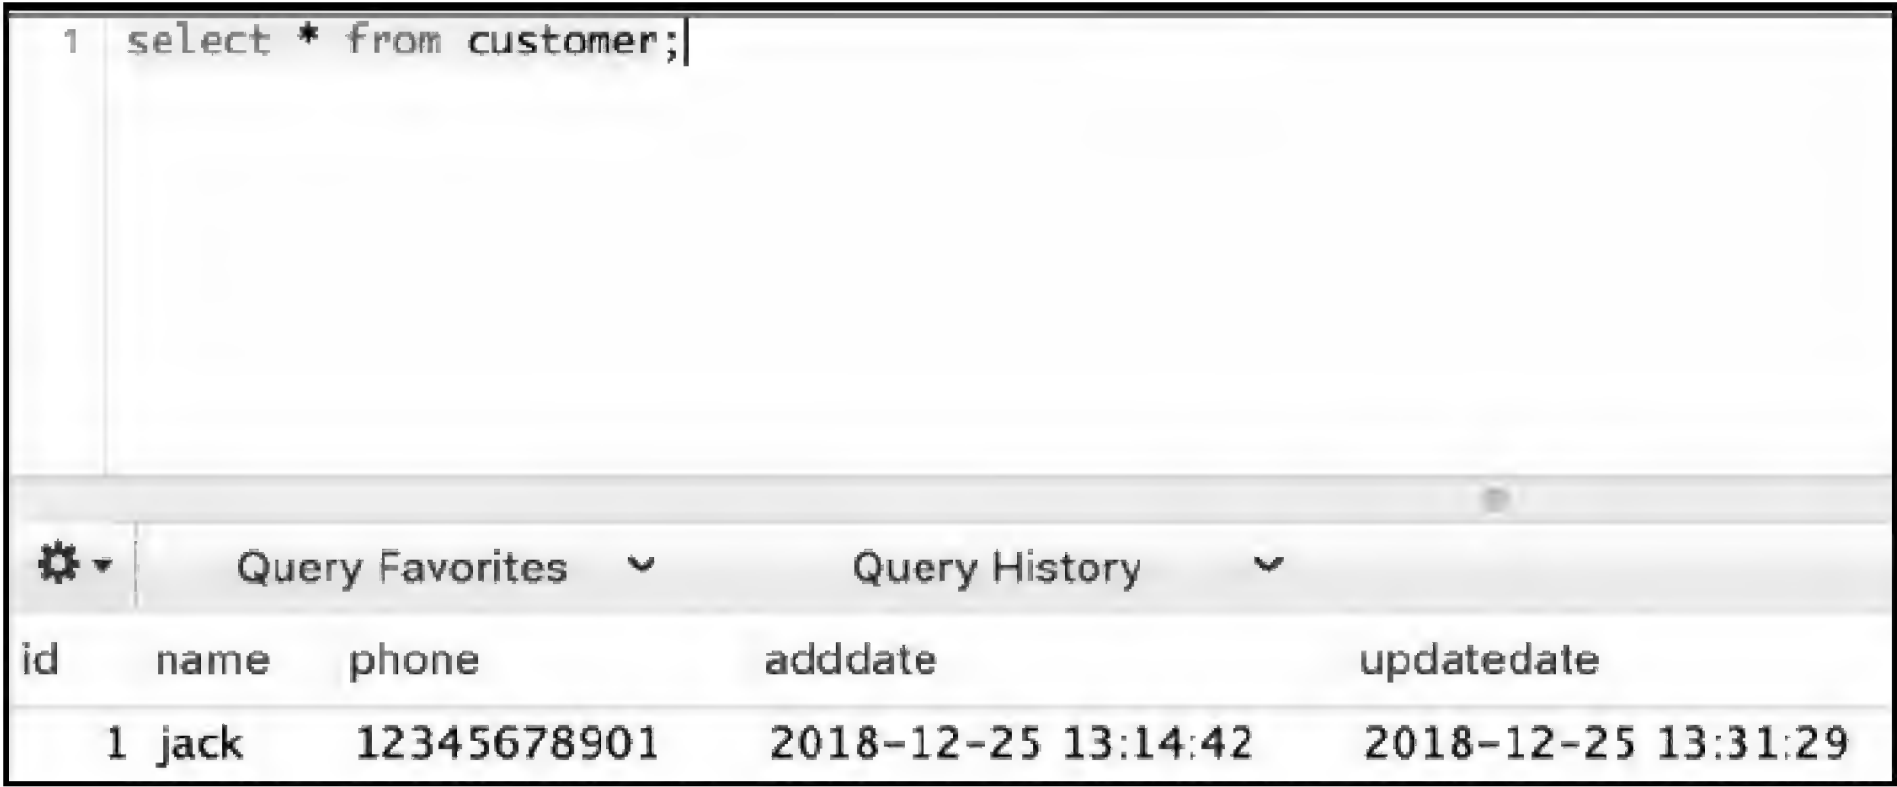 1 select * from customer;
Query Favorites Query History
id name phone adddate updatedate
1 jack 12345678901 2018-12-25 13:14:42 2018-12-25 13:31:29